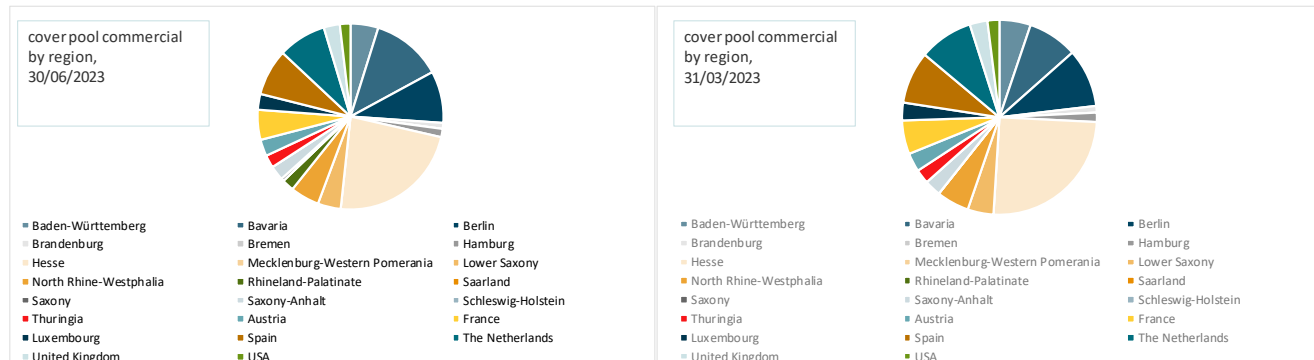 cover pool commercial
by region,
30/06/2023
Baden-Württemberg
Bavaria
Berlin
Brandenburg
Bremen
Hamburg
Hesse
Mecklenburg-Western Pomerania
Lower Saxony
North Rhine-Westphalia
Rhineland-Palatinate
Saarland
Saxony
Saxony-Anhalt
Schleswig-Holstein
Thuringia
Austria
France
Luxembourg
Spain
The Netherlands
United Kingdom
USA
cover pool commercial
by region,
31/03/2023
Baden-Württemberg
Bavaria
Berlin
Brandenburg
Bremen
Hamburg
Hesse
Mecklenburg-Western Pomerania
Lower Saxony
North Rhine-Westphalia
Rhineland-Palatinate
Saarland
Saxony
Saxony-Anhalt
Schleswig-Holstein
Thuringia
Austria
France
Luxembourg
Spain
The Netherlands
United Kingdom
USA